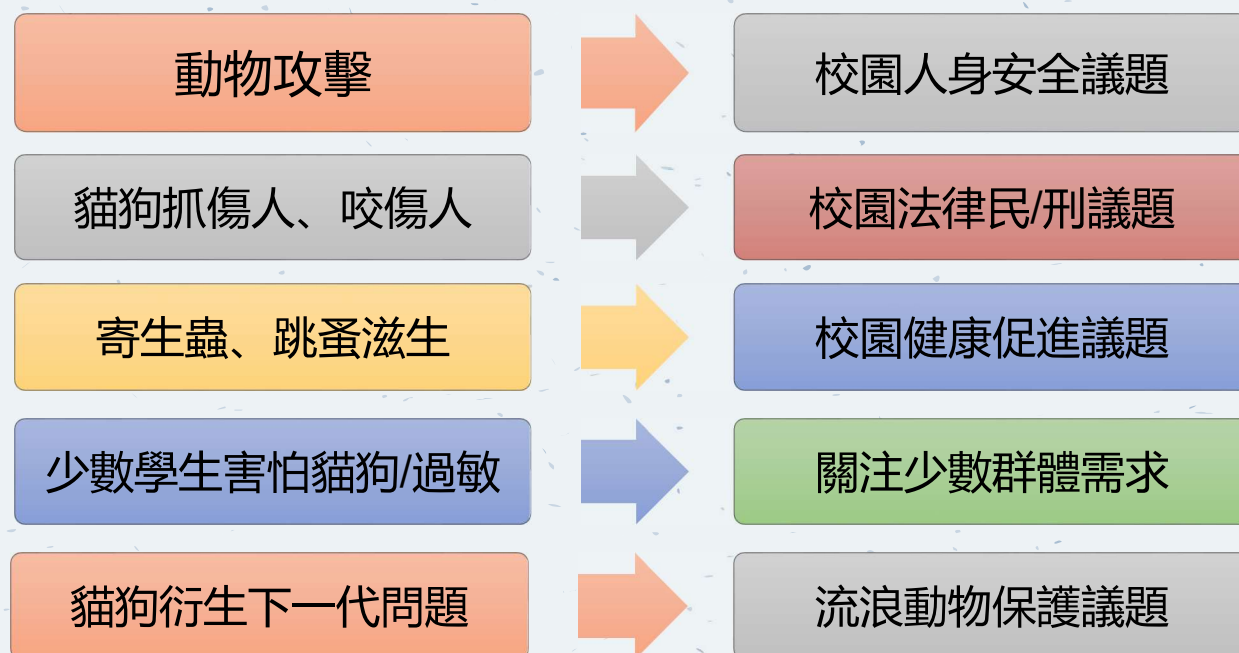 動物攻擊
校園人身安全議題
貓狗抓傷人、咬傷人
校園法律民/刑議題
寄生蟲、跳蚤滋生
校園健康促進議題
少數學生害怕貓狗/過敏
關注少數群體需求
貓狗衍生下一代問題
流浪動物保護議題